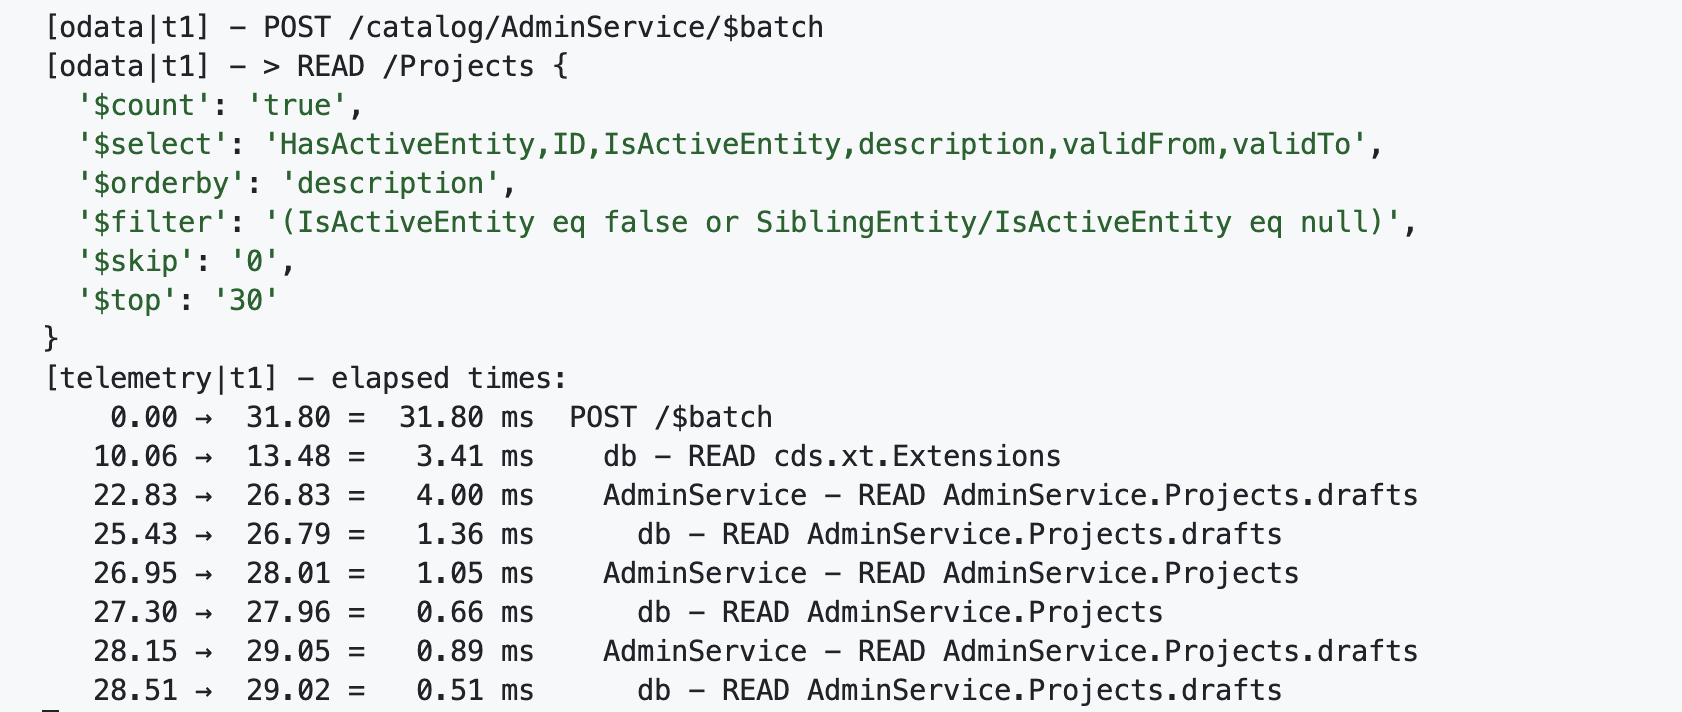 [odata|t1] – POST /catalog/AdminService/$batch
[odata|t1] – > READ /Projects {
  '$count': 'true',
  '$select': 'HasActiveEntity,ID,IsActiveEntity,description,validFrom,validTo',
  '$orderby': 'description',
  '$filter': '(IsActiveEntity eq false or SiblingEntity/IsActiveEntity eq null)',
  '$skip': '0',
  '$top': '30'
}
[telemetry|t1] – elapsed times:
    0.00 → 31.80 = 31.80 ms  POST /$batch
   10.06 → 13.48 =  3.41 ms    db – READ cds.xt.Extensions
   22.83 → 26.83 =  4.00 ms    AdminService – READ AdminService.Projects.drafts
   25.43 → 26.79 =  1.36 ms      db – READ AdminService.Projects.drafts
   26.95 → 28.01 =  1.05 ms    AdminService – READ AdminService.Projects
   27.30 → 27.96 =  0.66 ms      db – READ AdminService.Projects
   28.15 → 29.05 =  0.89 ms    AdminService – READ AdminService.Projects.drafts
   28.51 → 29.02 =  0.51 ms      db – READ AdminService.Projects.drafts